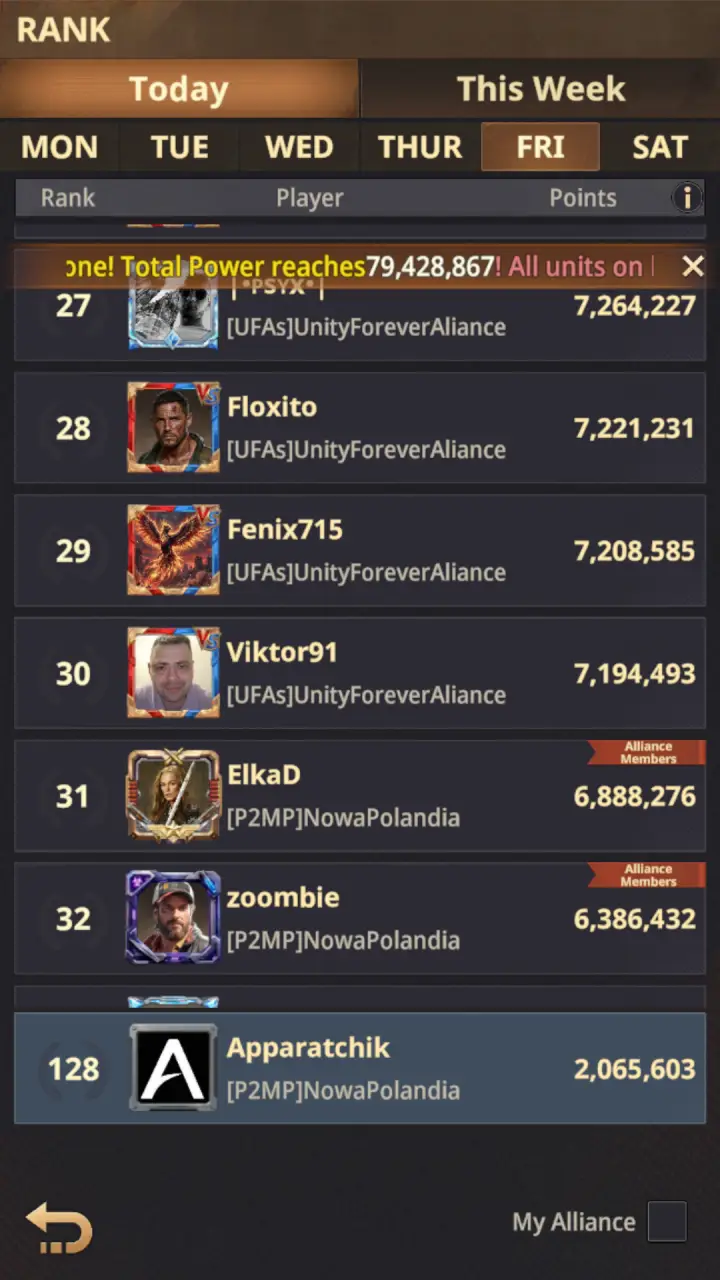 RANK
Today
This Week
MON
TUE
WED
THUR
FRI
SAT
Rank
Player
Points
one! Total Power reaches79,428,867! All units on
27
|•PSYX•|
[UFAs]UnityForeverAliance
7,264,227
28
Floxito
[UFAs]UnityForeverAliance
7,221,231
29
Fenix715
[UFAs]UnityForeverAliance
7,208,585
30
Viktor91
[UFAs]UnityForeverAliance
7,194,493
Alliance
Members
31
ElkaD
[P2MP]NowaPolandia
6,888,276
Alliance
Members
32
zoombie
[P2MP]NowaPolandia
6,386,432
128
Apparatchik
[P2MP]NowaPolandia
2,065,603
My Alliance